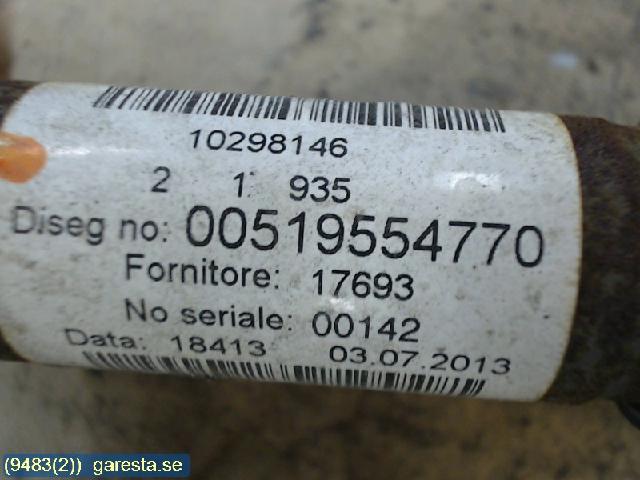 10298146
2 1 935
Diseg no: 00519554770
Fornitore: 17693
No seriale: 00142
Data: 18413 03.07.2013
(9483(2)) garesta.se